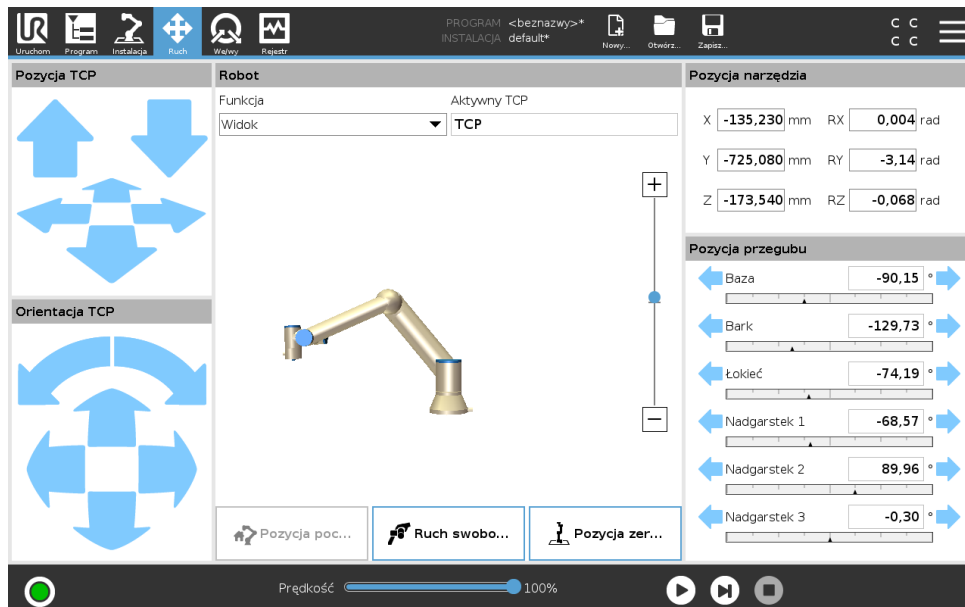 UR
Uruchom Program Instalacja Ruch We/wy Rejestr
PROGRAM <beznazwy>*
INSTALACJA default*
Nowy... Otwórz... Zapisz...
C C
C C
Pozycja TCP
Orientacja TCP
Robot
Funkcja Aktywny TCP
Widok TCP
Pozycja poc... Ruch swobo... Pozycja zer...
Pozycja narzędzia
X -135,230 mm RX 0,004 rad
Y -725,080 mm RY -3,14 rad
Z -173,540 mm RZ -0,068 rad
Pozycja przegubu
Baza -90,15 °
Bark -129,73 °
Łokieć -74,19 °
Nadgarstek 1 -68,57 °
Nadgarstek 2 89,96 °
Nadgarstek 3 -0,30 °
Prędkość 100%